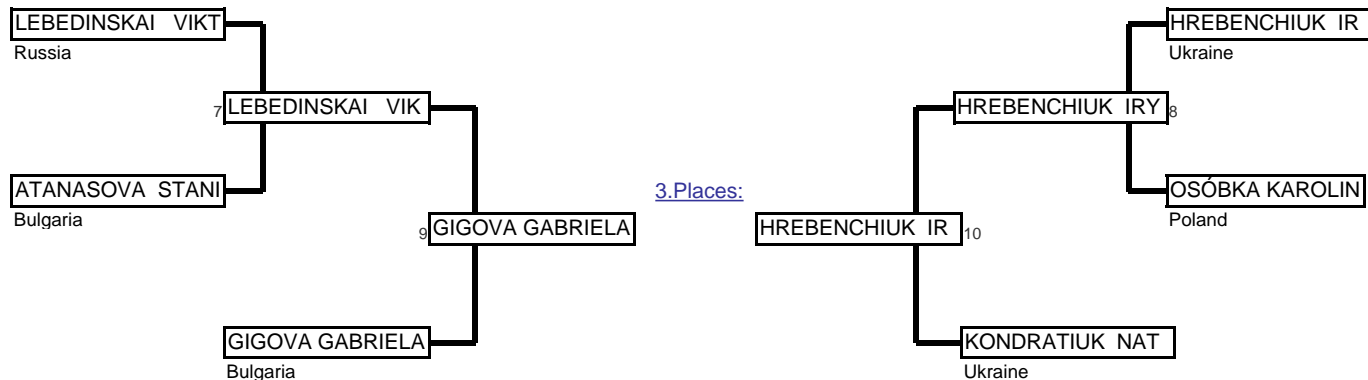 LEBEDINSKAI VIKT
Russia
7 LEBEDINSKAI VIK
ATANASOVA STANI
Bulgaria
9 GIGOVA GABRIELA
GIGOVA GABRIELA
Bulgaria
3.Places:
HREBENCHIUK IR
Ukraine
HREBENCHIUK IRY 8
OSÓBKA KAROLIN
Poland
HREBENCHIUK IR 10
KONDRATIUK NAT
Ukraine